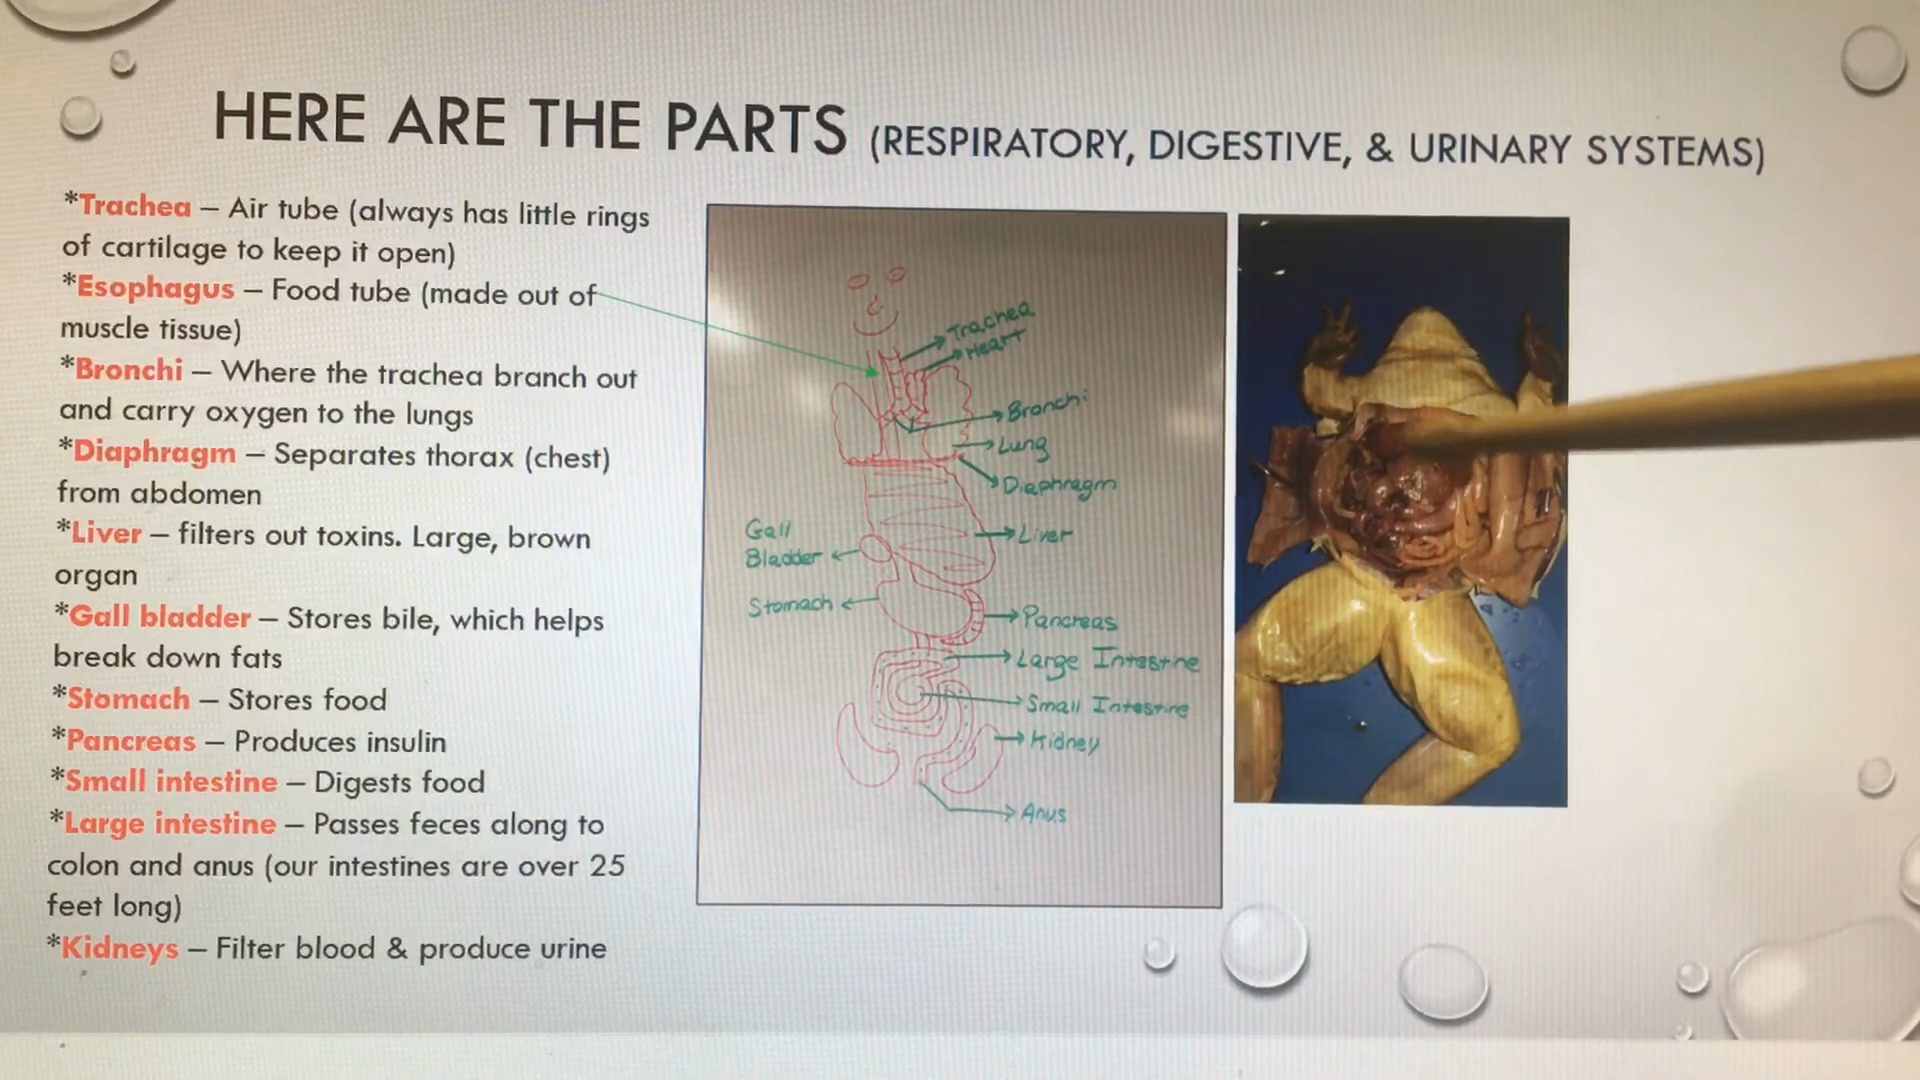 HERE ARE THE PARTS (RESPIRATORY, DIGESTIVE, & URINARY SYSTEMS)
*Trachea – Air tube (always has little rings
of cartilage to keep it open)
*Esophagus – Food tube (made out of
muscle tissue)
*Bronchi – Where the trachea branch out
and carry oxygen to the lungs
*Diaphragm – Separates thorax (chest)
from abdomen
*Liver – filters out toxins. Large, brown
organ
*Gall bladder – Stores bile, which helps
break down fats
*Stomach – Stores food
*Pancreas – Produces insulin
*Small intestine – Digests food
*Large intestine – Passes feces along to
colon and anus (our intestines are over 25
feet long)
*Kidneys – Filter blood & produce urine
Trachea
Heart
Bronchi
Lung
Diaphragm
Gall
Bladder
Liver
Stomach
Pancreas
Large Intestine
Small Intestine
Kidney
Anus